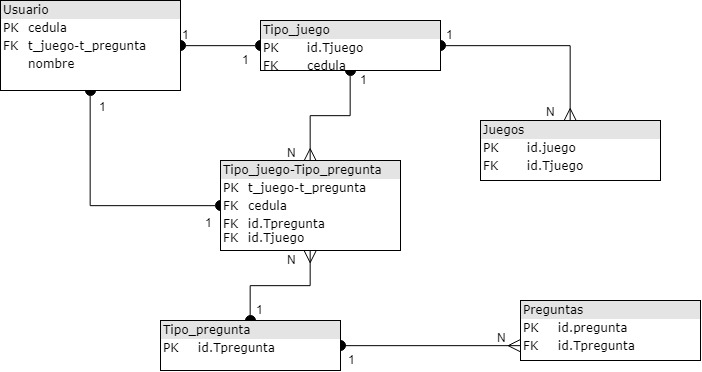 Usuario
PK cedula
FK t_juego-t_pregunta
nombre
1
1
1
Tipo_juego
PK id.Tjuego
FK cedula
1
1
N
Juegos
PK id.juego
FK id.Tjuego
N
Tipo_juego-Tipo_pregunta
PK t_juego-t_pregunta
FK cedula
FK id.Tpregunta
FK id.Tjuego
1
N
1
Tipo_pregunta
PK id.Tpregunta
1
N
Preguntas
PK id.pregunta
FK id.Tpregunta